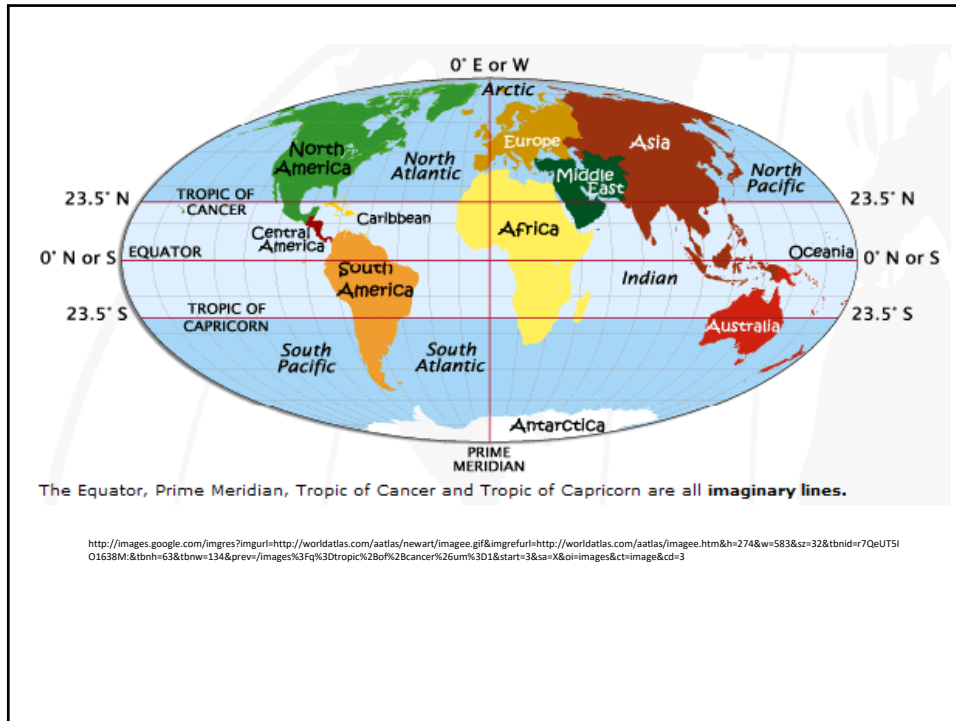 0° E or W
Arctic
North
America
Europe
Asia
North
Atlantic
Middle
East
North
Pacific
23.5° N
TROPIC OF
CANCER
23.5° N
Caribbean
Central
America
Africa
0° N or S
EQUATOR
Oceania
0° N or S
South
America
Indian
23.5° S
TROPIC OF
CAPRICORN
Australia
23.5° S
South
Pacific
South
Atlantic
Antarctica
PRIME
MERIDIAN
The Equator, Prime Meridian, Tropic of Cancer and Tropic of Capricorn are all imaginary lines.
http://images.google.com/imgres?imgurl=http://worldatlas.com/aatlas/newart/imagee.gif&imgrefurl=http://worldatlas.com/aatlas/imagee.htm&h=274&w=583&sz=32&tbnid=r7QeUT5I
O1638M:&tbnh=63&tbnw=134&prev=/images%3Fq%3Dtropic%2Bof%2Bcancer%26um%3D1&start=3&sa=X&oi=images&ct=image&cd=3